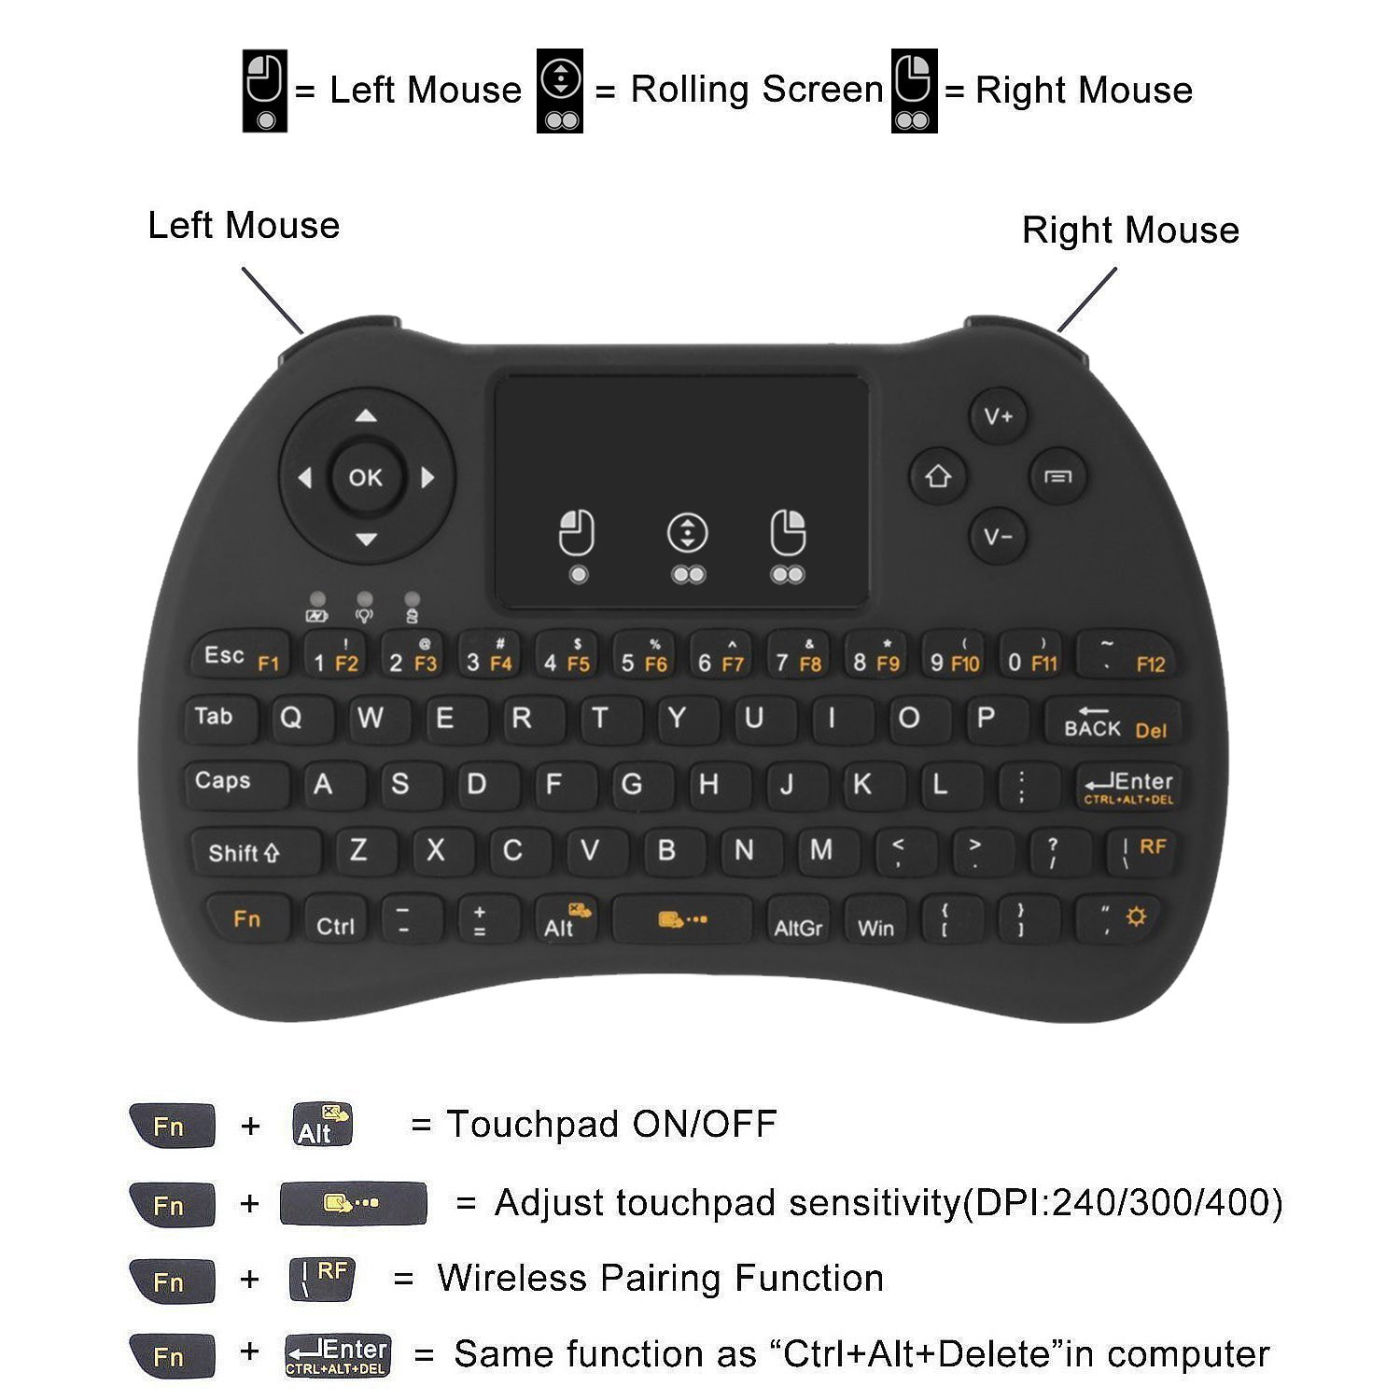 = Left Mouse = Rolling Screen = Right Mouse
Left Mouse
Right Mouse
V+
OK
V-
Esc F1 ! 1 F2 @ 2 F3 # 3 F4 $ 4 F5 % 5 F6 ^ 6 F7 & 7 F8 * 8 F9 ( 9 F10 ) 0 F11 ~ ` F12
Tab Q W E R T Y U I O P BACK Del
Caps A S D F G H J K L : ; Enter
CTRL+ALT+DEL
Shift Z X C V B N M < , > . ? / | \ RF
Fn Ctrl _ - + = Alt AltGr Win { [ } ] " '
Fn + Alt = Touchpad ON/OFF
Fn + = Adjust touchpad sensitivity(DPI:240/300/400)
Fn + | \ RF = Wireless Pairing Function
Fn + Enter = Same function as “Ctrl+Alt+Delete”in computer
CTRL+ALT+DEL